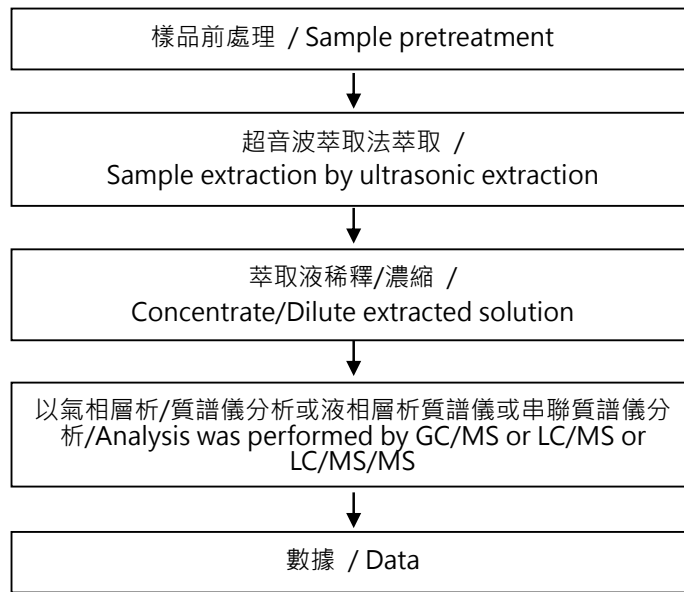 樣品前處理 / Sample pretreatment
超音波萃取法萃取 /
Sample extraction by ultrasonic extraction
萃取液稀釋/濃縮 /
Concentrate/Dilute extracted solution
以氣相層析/質譜儀分析或液相層析質譜儀或串聯質譜儀分
析/Analysis was performed by GC/MS or LC/MS or
LC/MS/MS
數據 / Data